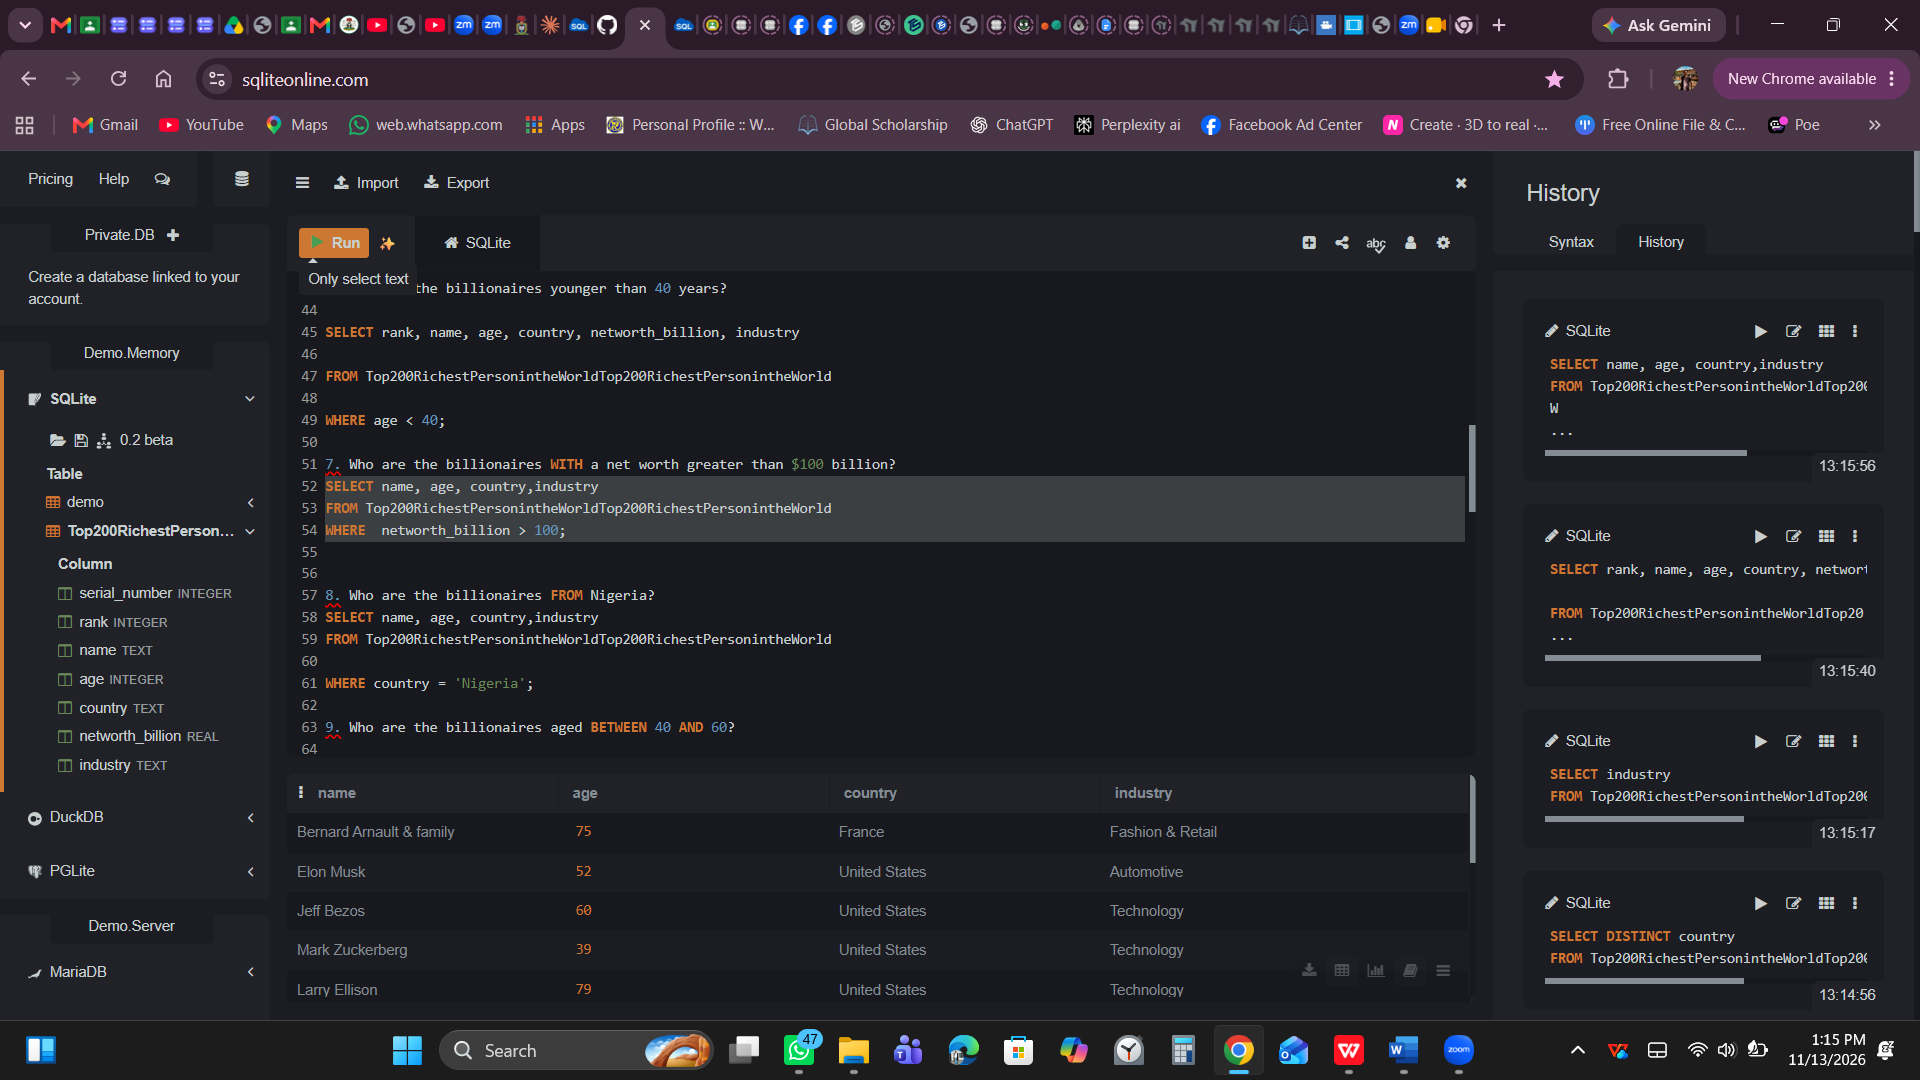 Ask Gemini
sqliteonline.com
New Chrome available
Gmail
YouTube
Maps
web.whatsapp.com
Apps
Personal Profile :: W...
Global Scholarship
ChatGPT
Perplexity ai
Facebook Ad Center
Create · 3D to real ·...
Free Online File & C...
Poe
Pricing
Help
Import
Export
Private.DB
Create a database linked to your
account.
Demo.Memory
SQLite
0.2 beta
Table
demo
Top200RichestPerson...
Column
serial_number INTEGER
rank INTEGER
name TEXT
age INTEGER
country TEXT
networth_billion REAL
industry TEXT
DuckDB
PGLite
Demo.Server
MariaDB
Run
SQLite
abc
Only select text
the billionaires younger than 40 years?
44
45 SELECT rank, name, age, country, networth_billion, industry
46
47 FROM Top200RichestPersonintheWorldTop200RichestPersonintheWorld
48
49 WHERE age < 40;
50
51 7. Who are the billionaires WITH a net worth greater than $100 billion?
52 SELECT name, age, country,industry
53 FROM Top200RichestPersonintheWorldTop200RichestPersonintheWorld
54 WHERE  networth_billion > 100;
55
56
57 8. Who are the billionaires FROM Nigeria?
58 SELECT name, age, country,industry
59 FROM Top200RichestPersonintheWorldTop200RichestPersonintheWorld
60
61 WHERE country = 'Nigeria';
62
63 9. Who are the billionaires aged BETWEEN 40 AND 60?
64
name age country industry
Bernard Arnault & family 75 France Fashion & Retail
Elon Musk 52 United States Automotive
Jeff Bezos 60 United States Technology
Mark Zuckerberg 39 United States Technology
Larry Ellison 79 United States Technology
History
Syntax
History
SQLite
SELECT name, age, country,industry
FROM Top200RichestPersonintheWorldTop200
W
...
13:15:56
SQLite
SELECT rank, name, age, country, networt
FROM Top200RichestPersonintheWorldTop20
...
13:15:40
SQLite
SELECT industry
FROM Top200RichestPersonintheWorldTop200
13:15:17
SQLite
SELECT DISTINCT country
FROM Top200RichestPersonintheWorldTop200
13:14:56
Search
47
zoom
1:15 PM
11/13/2026